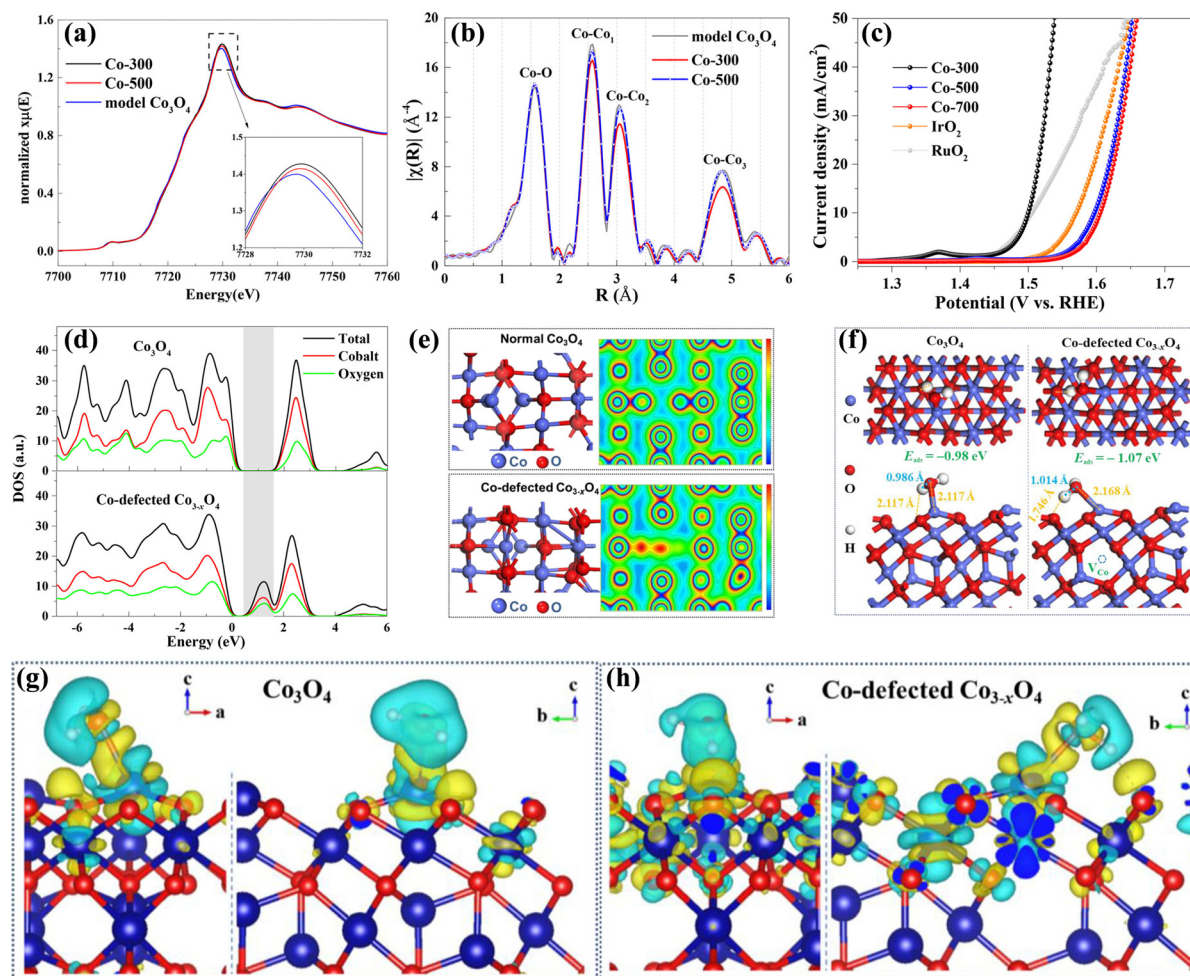 (a)
1.6
1.2
0.8
0.4
0.0
normalized xμ(E)
Co-300
Co-500
model Co₃O₄
1.5
1.4
1.3
1.2
7728 7730 7732
7700 7710 7720 7730 7740 7750 7760
Energy(eV)
(b)
20
16
12
8
4
0
|χ(R)| (Å⁻⁴)
Co-O
Co-Co₁
Co-Co₂
Co-Co₃
model Co₃O₄
Co-300
Co-500
0 1 2 3 4 5 6
R (Å)
(c)
50
40
30
20
10
0
Current density (mA/cm²)
Co-300
Co-500
Co-700
IrO₂
RuO₂
1.3 1.4 1.5 1.6 1.7
Potential (V vs. RHE)
(d)
Co₃O₄
Total
Cobalt
Oxygen
40
30
20
10
0
DOS (a.u.)
Co-defected Co₃₋ₓO₄
40
30
20
10
0
-6 -4 -2 0 2 4 6
Energy (eV)
(e)
Normal Co₃O₄
Co O
Co-defected Co₃₋ₓO₄
Co O
(f)
Co₃O₄ Co-defected Co₃₋ₓO₄
Co
O
H
E_ads = −0.98 eV E_ads = − 1.07 eV
0.986 Å
2.117 Å 2.117 Å
1.014 Å
1.746 Å 2.168 Å
V_Co
(g)
Co₃O₄
c
a
c
b
(h)
Co-defected Co₃₋ₓO₄
c
a
c
b